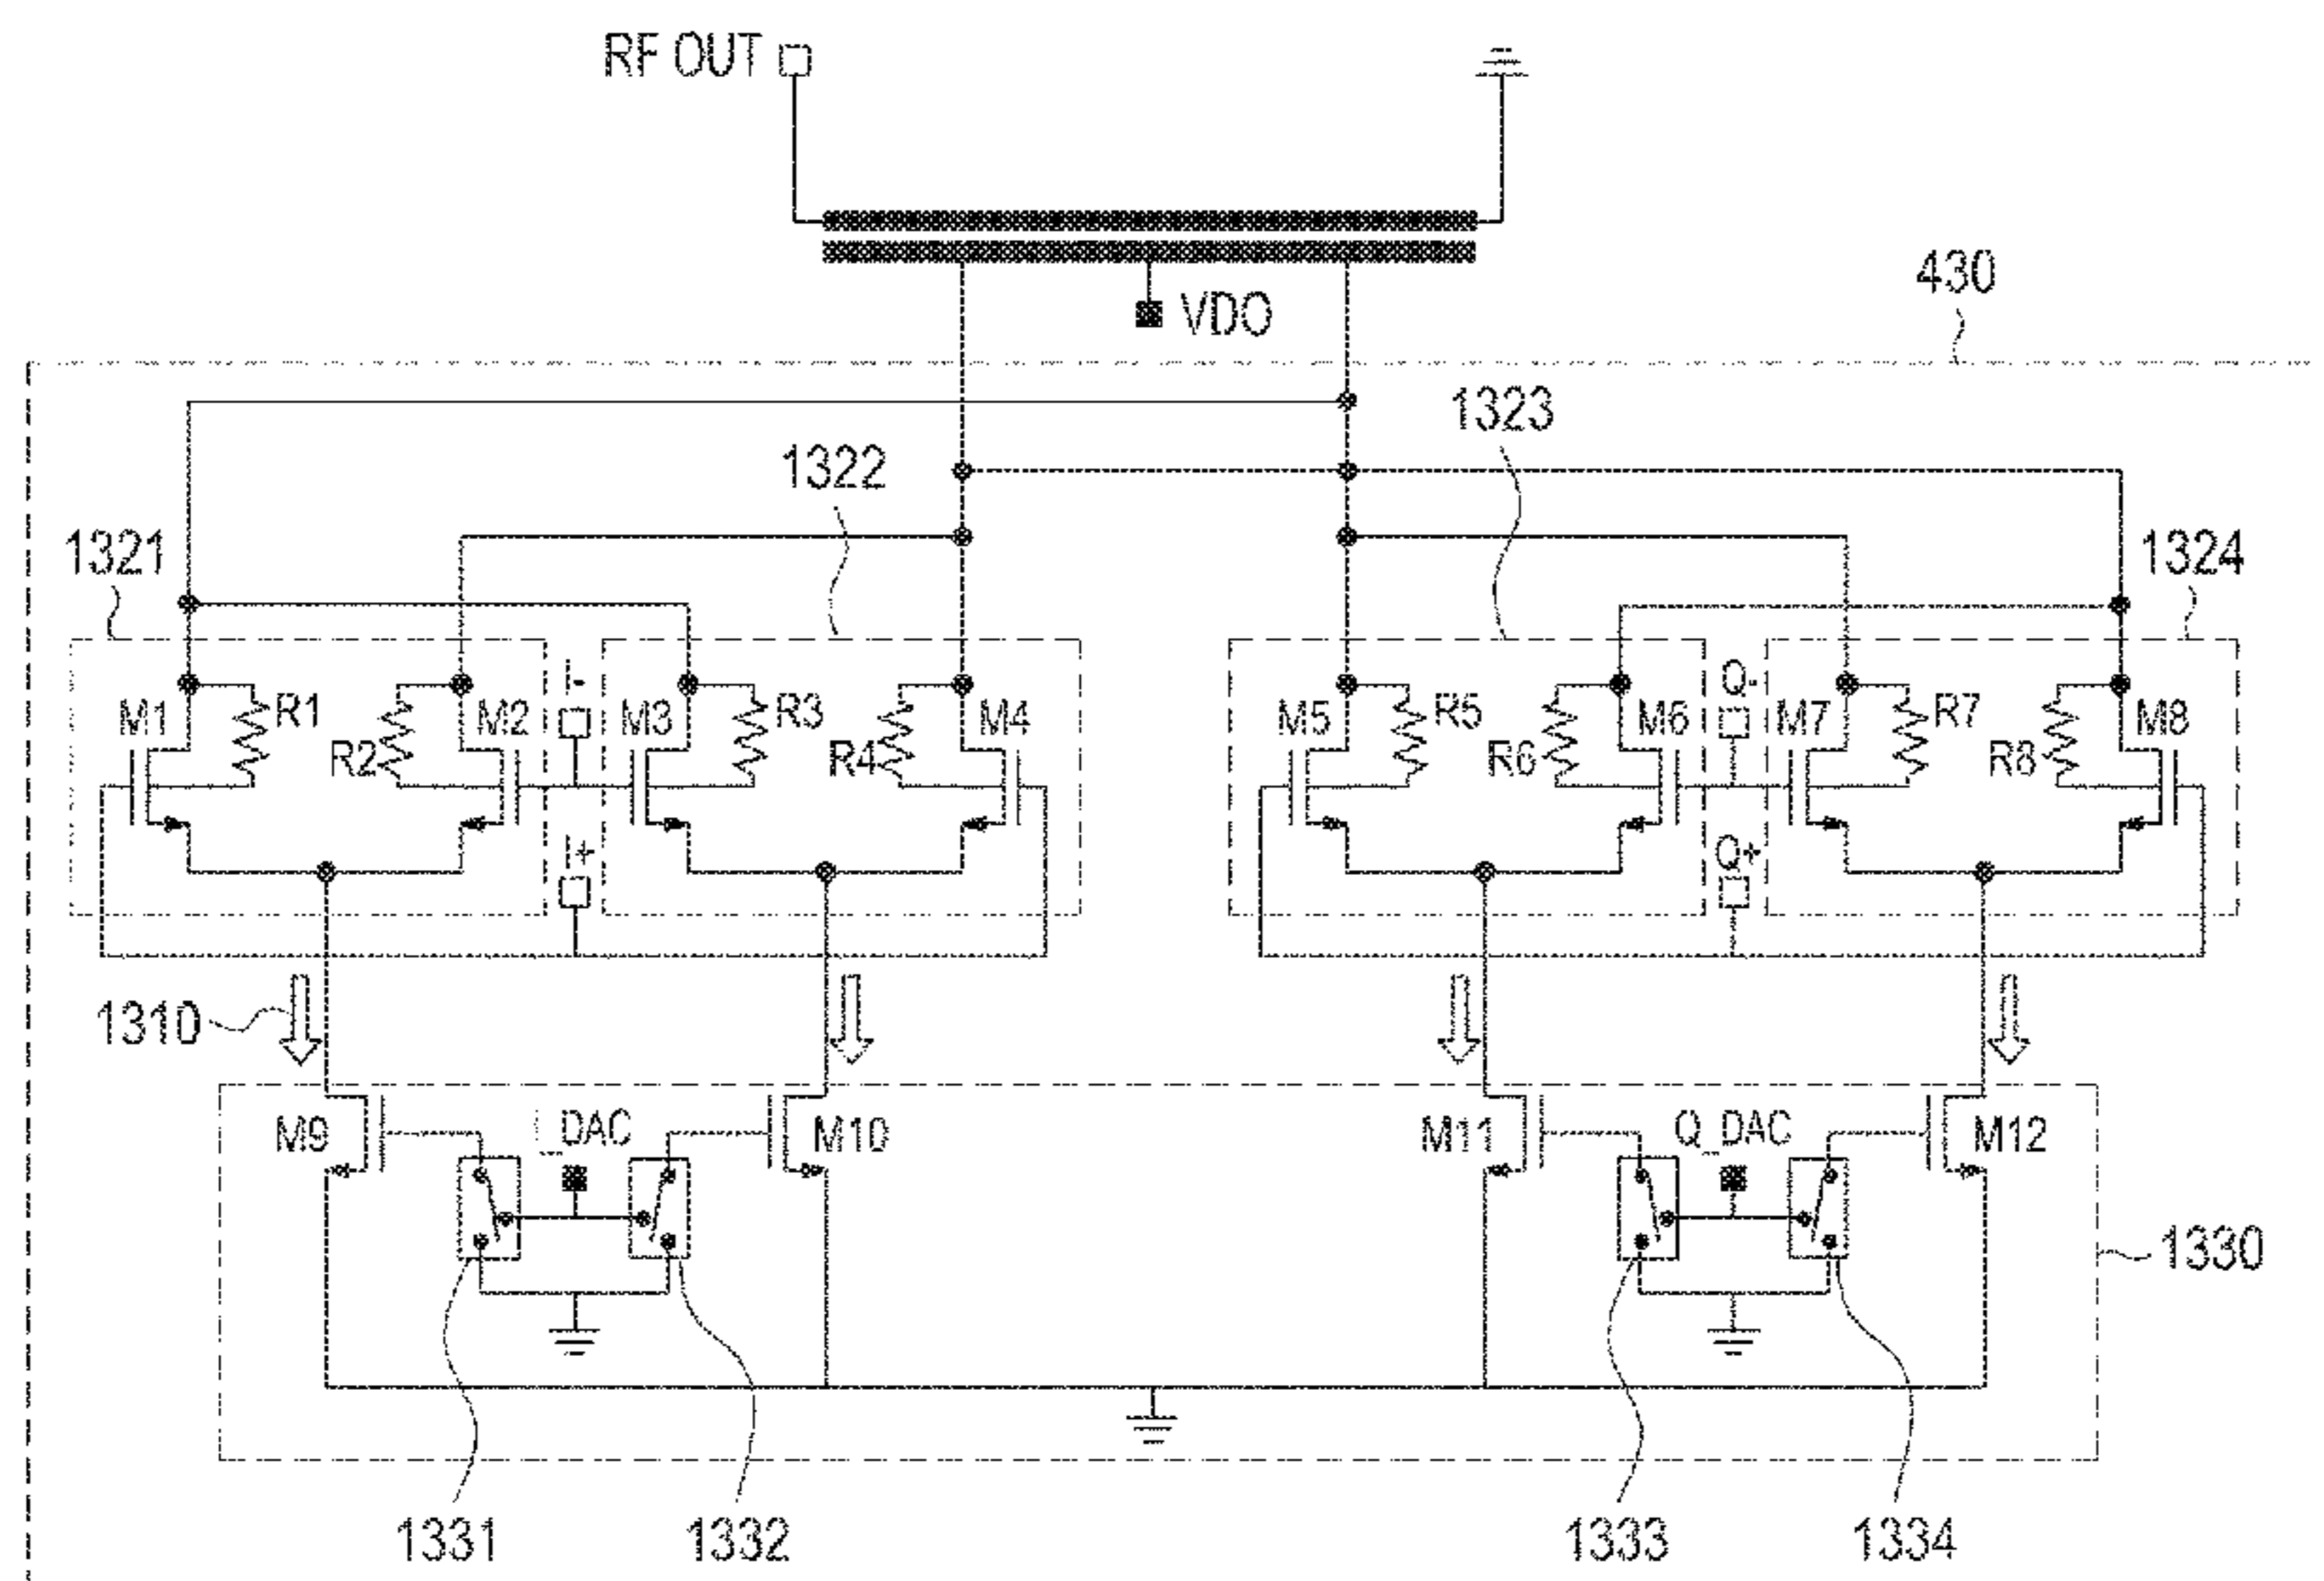 RF OUT
VDO
430
1323
1322
1321
1324
M1
R1
R2
M2
I-
M3
R3
R4
M4
M5
R5
R6
M6
Q-
M7
R7
R8
M8
I+
Q+
1310
M9
I_DAC
M10
M11
Q_DAC
M12
1330
1331
1332
1333
1334